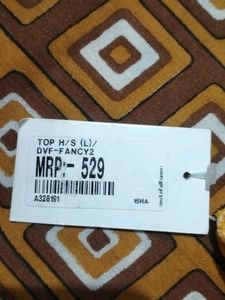 TOP H/S (L)/
DVF-FANCY2
MRP:- 529
A328191
15HA